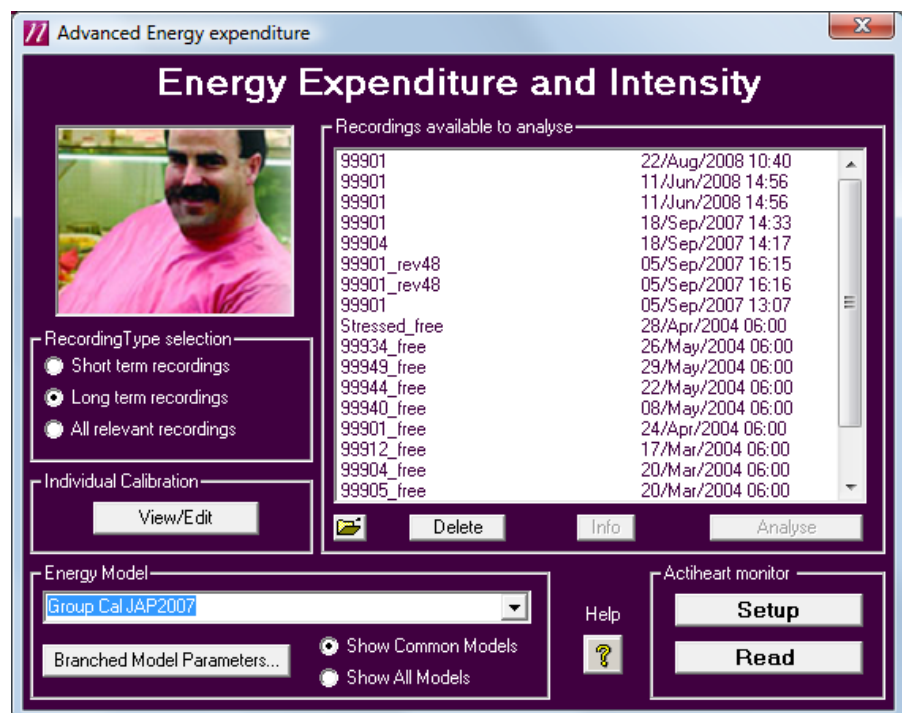 Advanced Energy expenditure
X
Energy Expenditure and Intensity
Recordings available to analyse
99901 22/Aug/2008 10:40
99901 11/Jun/2008 14:56
99901 11/Jun/2008 14:56
99901 18/Sep/2007 14:33
99904 18/Sep/2007 14:17
99901_rev48 05/Sep/2007 16:15
99901_rev48 05/Sep/2007 16:16
99901 05/Sep/2007 13:07
Stressed_free 28/Apr/2004 06:00
99934_free 26/May/2004 06:00
99949_free 29/May/2004 06:00
99944_free 22/May/2004 06:00
99940_free 08/May/2004 06:00
99901_free 24/Apr/2004 06:00
99912_free 17/Mar/2004 06:00
99904_free 20/Mar/2004 06:00
99905_free 20/Mar/2004 06:00
Delete Info Analyse
RecordingType selection
Short term recordings
Long term recordings
All relevant recordings
Individual Calibration
View/Edit
Energy Model
Group Cal JAP2007
Branched Model Parameters...
Show Common Models
Show All Models
Help
?
Actiheart monitor
Setup
Read